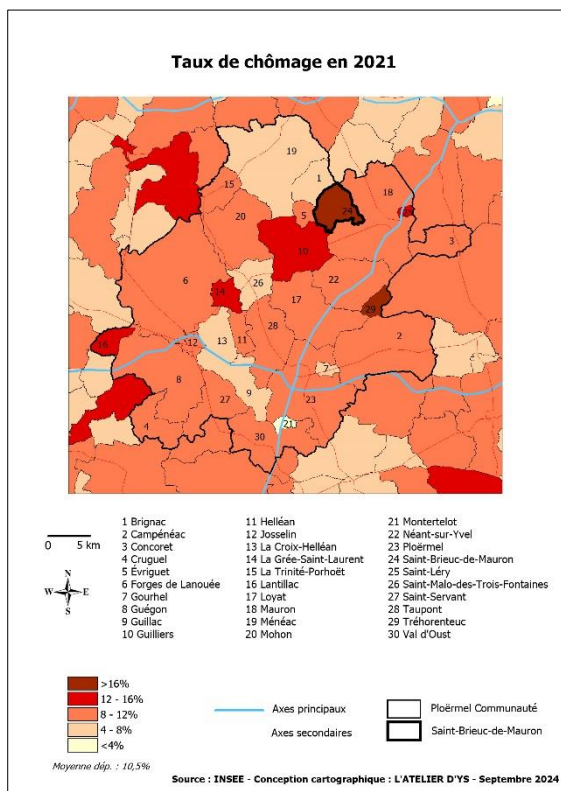 Taux de chômage en 2021
19
1
15
18
24
20
5
25
3
10
6
26
22
14
17
29
28
2
16
12
13
11
7
8
9
27
23
21
4
30
0 5 km
N
W E
S
1 Brignac
2 Campénéac
3 Concoret
4 Cruguel
5 Évriguet
6 Forges de Lanouée
7 Gourhel
8 Guégon
9 Guillac
10 Guilliers
11 Helléan
12 Josselin
13 La Croix-Helléan
14 La Grée-Saint-Laurent
15 La Trinité-Porhoët
16 Lantillac
17 Loyat
18 Mauron
19 Ménéac
20 Mohon
21 Montertelot
22 Néant-sur-Yvel
23 Ploërmel
24 Saint-Brieuc-de-Mauron
25 Saint-Léry
26 Saint-Malo-des-Trois-Fontaines
27 Saint-Servant
28 Taupont
29 Tréhorenteuc
30 Val d'Oust
>16%
12 - 16%
8 - 12%
4 - 8%
<4%
Moyenne dép. : 10,5%
Axes principaux
Axes secondaires
Ploërmel Communauté
Saint-Brieuc-de-Mauron
Source : INSEE - Conception cartographique : L'ATELIER D'YS - Septembre 2024